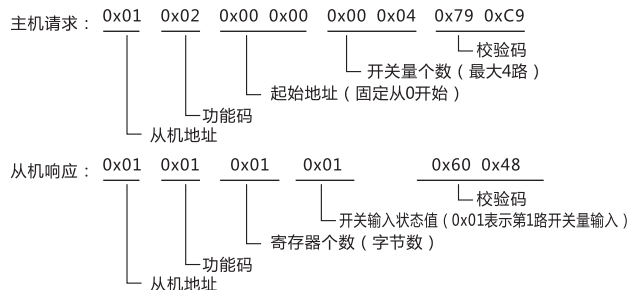 主机请求： 0x01 0x02 0x00 0x00 0x00 0x04 0x79 0xC9
校验码
开关量个数（最大4路）
起始地址（固定从0开始）
功能码
从机地址
从机响应： 0x01 0x01 0x01 0x01 0x60 0x48
校验码
开关输入状态值（0x01表示第1路开关量输入）
寄存器个数（字节数）
功能码
从机地址